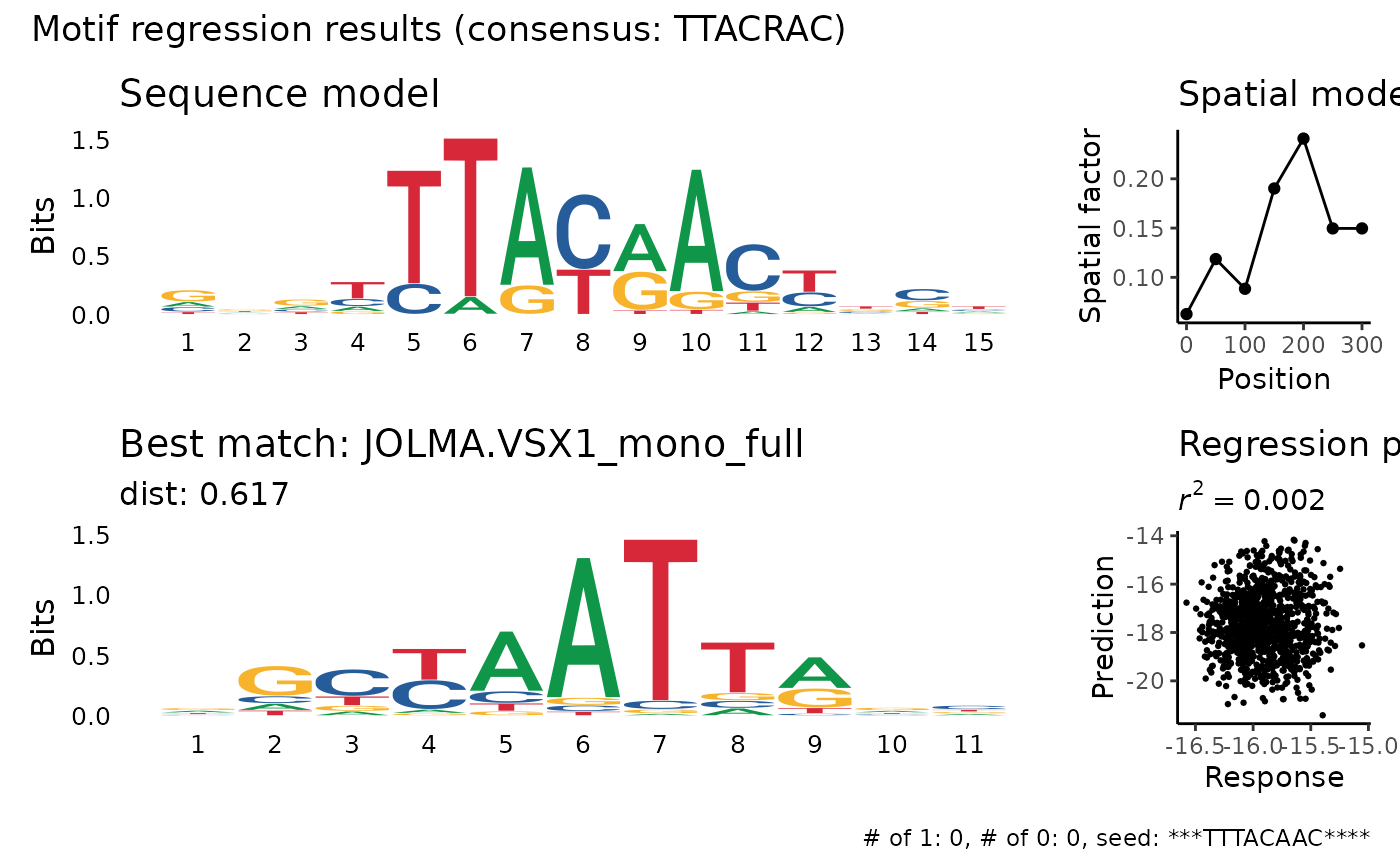 Motif regression results (consensus: TTACRAC)
Sequence model
Bits
1.5
1.0
0.5
0.0
1 2 3 4 5 6 7 8 9 10 11 12 13 14 15
Spatial mode
Spatial factor
0.20
0.15
0.10
0 100 200 300
Position
Best match: JOLMA.VSX1_mono_full
dist: 0.617
Bits
1.5
1.0
0.5
0.0
1 2 3 4 5 6 7 8 9 10 11
Regression p
r² = 0.002
Prediction
-14
-16
-18
-20
-16.5 -16.0 -15.5 -15.0
Response
# of 1: 0, # of 0: 0, seed: ***TTTACAAC****